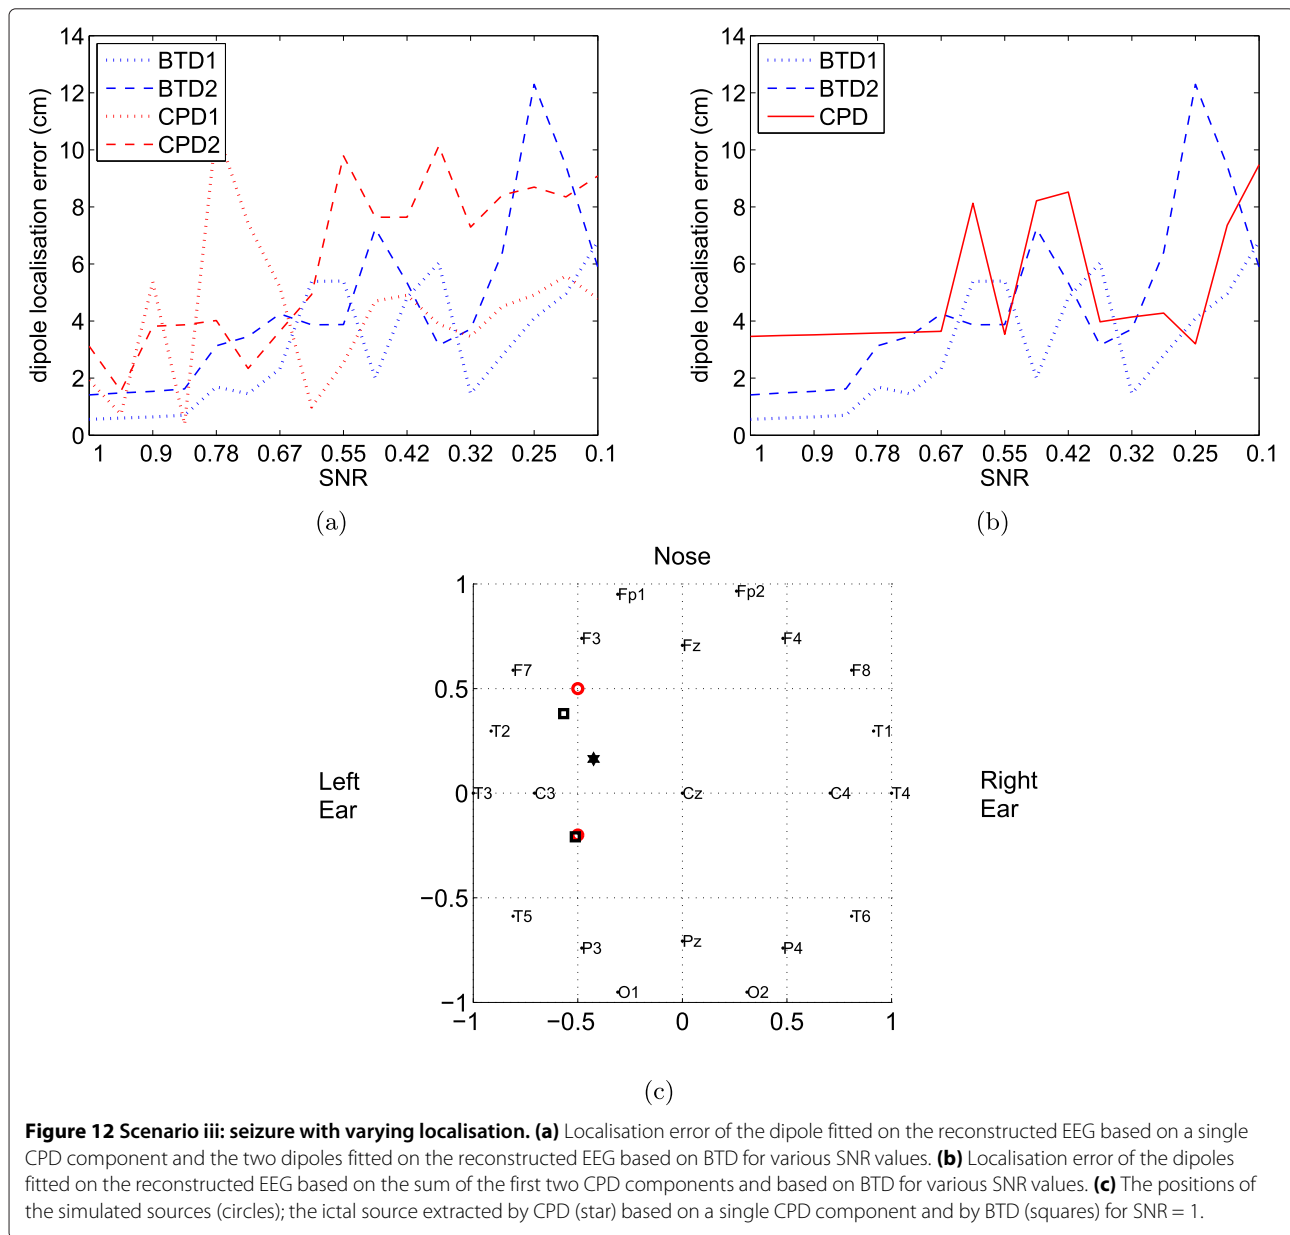 14
12
10
8
6
4
2
0
dipole localisation error (cm)
BTD1
BTD2
CPD1
CPD2
1 0.9 0.78 0.67 0.55 0.42 0.32 0.25 0.1
SNR
(a)
14
12
10
8
6
4
2
0
dipole localisation error (cm)
BTD1
BTD2
CPD
1 0.9 0.78 0.67 0.55 0.42 0.32 0.25 0.1
SNR
(b)
Nose
1
0.5
0
−0.5
−1
Fp1 Fp2
F3 Fz F4
F7 F8
T2 T1
Left
Ear
Right
Ear
T3 C3 Cz C4 T4
T5 T6
P3 Pz P4
O1 O2
−1 −0.5 0 0.5 1
(c)
Figure 12 Scenario iii: seizure with varying localisation. (a) Localisation error of the dipole fitted on the reconstructed EEG based on a single
CPD component and the two dipoles fitted on the reconstructed EEG based on BTD for various SNR values. (b) Localisation error of the dipoles
fitted on the reconstructed EEG based on the sum of the first two CPD components and based on BTD for various SNR values. (c) The positions of
the simulated sources (circles); the ictal source extracted by CPD (star) based on a single CPD component and by BTD (squares) for SNR = 1.